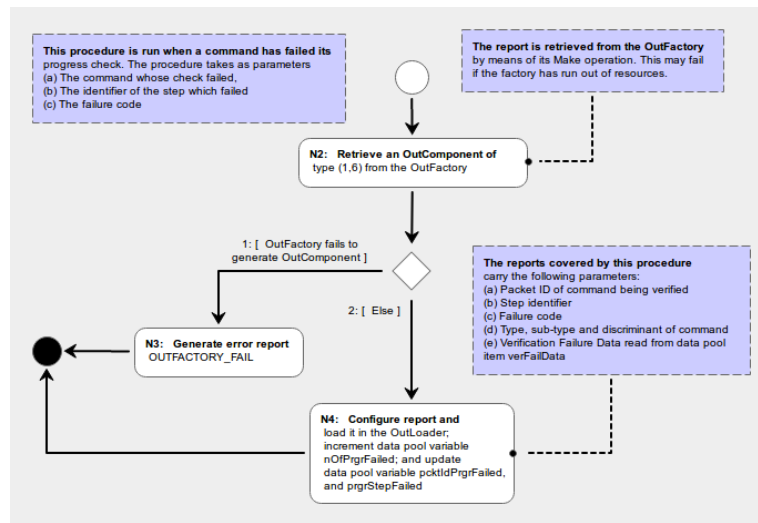 This procedure is run when a command has failed its
progress check. The procedure takes as parameters
(a) The command whose check failed,
(b) The identifier of the step which failed
(c) The failure code
The report is retrieved from the OutFactory
by means of its Make operation. This may fail
if the factory has run out of resources.
N2: Retrieve an OutComponent of
type (1,6) from the OutFactory
1: [ OutFactory fails to
generate OutComponent ]
2: [ Else ]
The reports covered by this procedure
carry the following parameters:
(a) Packet ID of command being verified
(b) Step identifier
(c) Failure code
(d) Type, sub-type and discriminant of command
(e) Verification Failure Data read from data pool
item verFailData
N3: Generate error report
OUTFACTORY_FAIL
N4: Configure report and
load it in the OutLoader;
increment data pool variable
nOfPrgrFailed; and update
data pool variable pcktIdPrgrFailed,
and prgrStepFailed